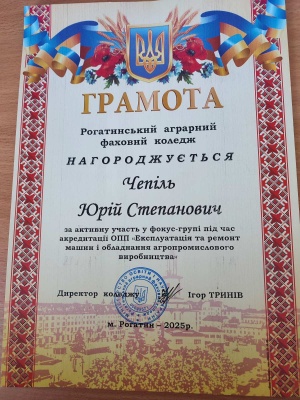 ГРАМОТА
Рогатинський аграрний
фаховий коледж
НАГОРОДЖУЄТЬСЯ
Чепіль
Юрій Степанович
за активну участь у фокус-групі під час
акредитації ОПП «Експлуатація та ремонт
машин і обладнання агропромислового
виробництва»
Директор коледжу Ігор ТРИНІВ
м. Рогатин – 2025р.